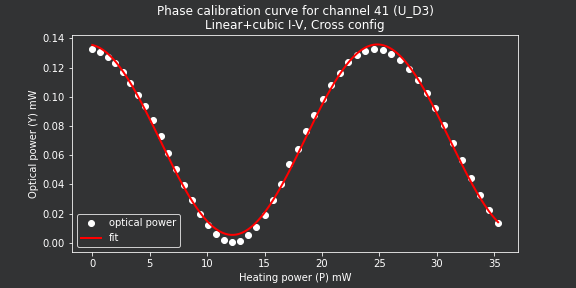 Phase calibration curve for channel 41 (U_D3)
Linear+cubic I-V, Cross config
Optical power (Y) mW
0.14
0.12
0.10
0.08
0.06
0.04
0.02
0.00
optical power
fit
0
5
10
15
20
25
30
35
Heating power (P) mW